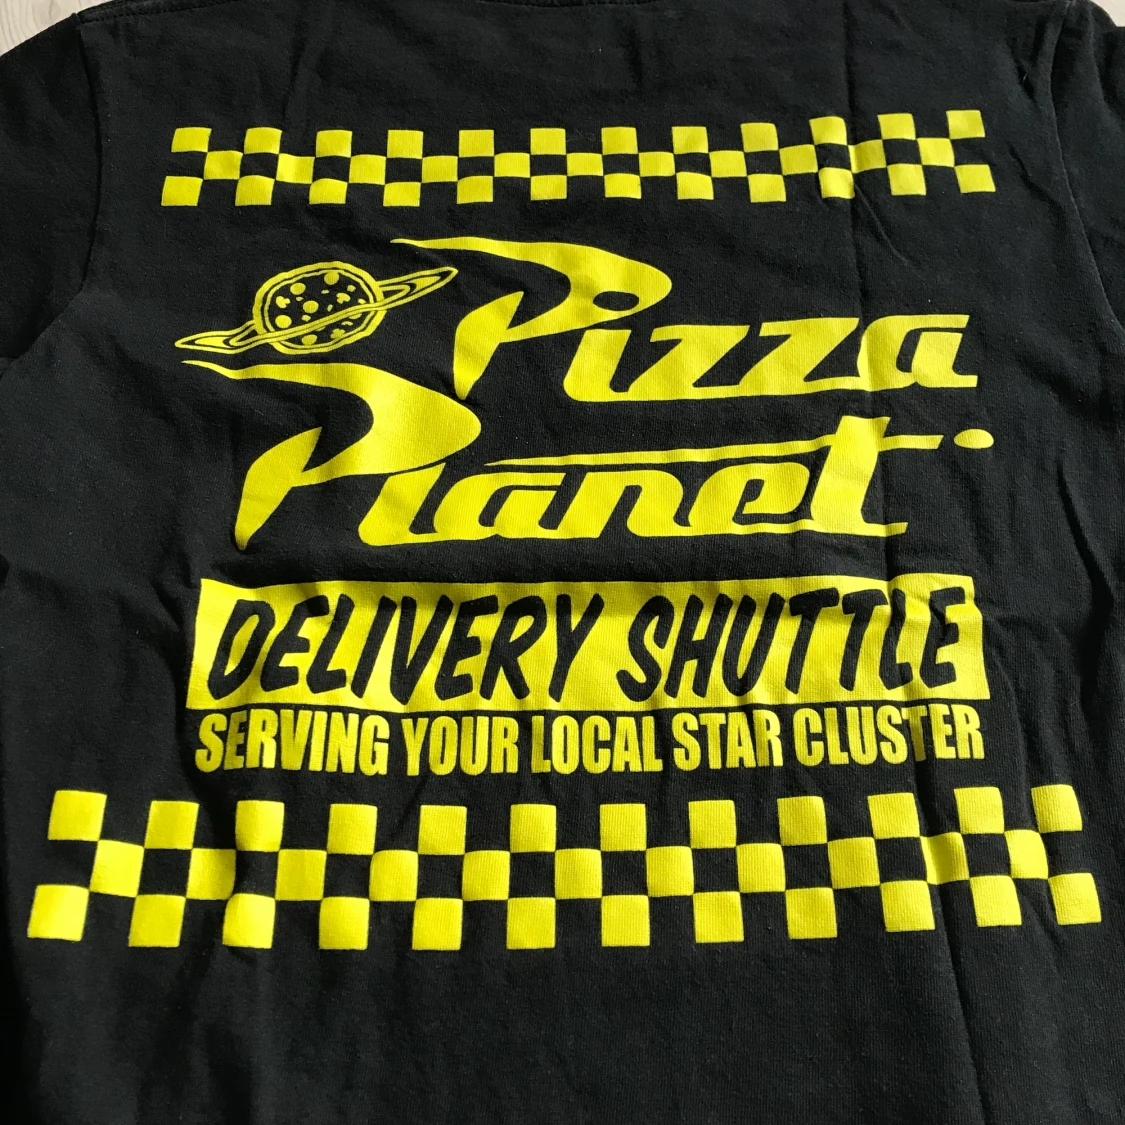 Pizza
Planet
DELIVERY SHUTTLE
SERVING YOUR LOCAL STAR CLUSTER